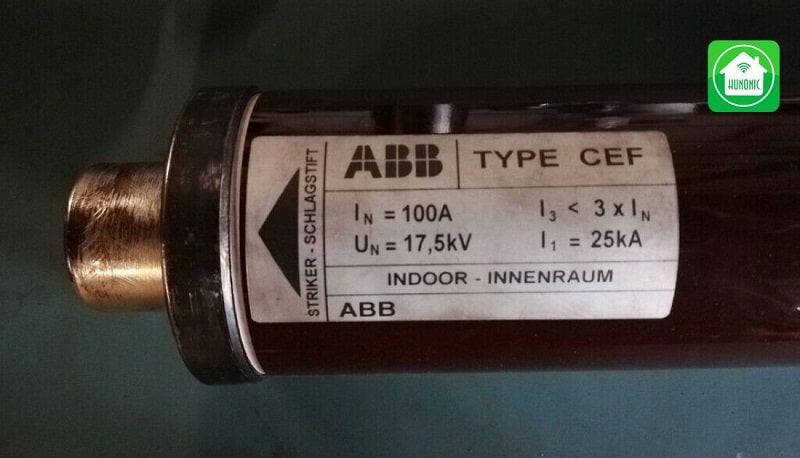 HUNONIC
STRIKER - SCHLAGSTIFT
ABB TYPE CEF
IN = 100A I3 < 3 x IN
UN = 17,5kV I1 = 25kA
INDOOR - INNENRAUM
ABB